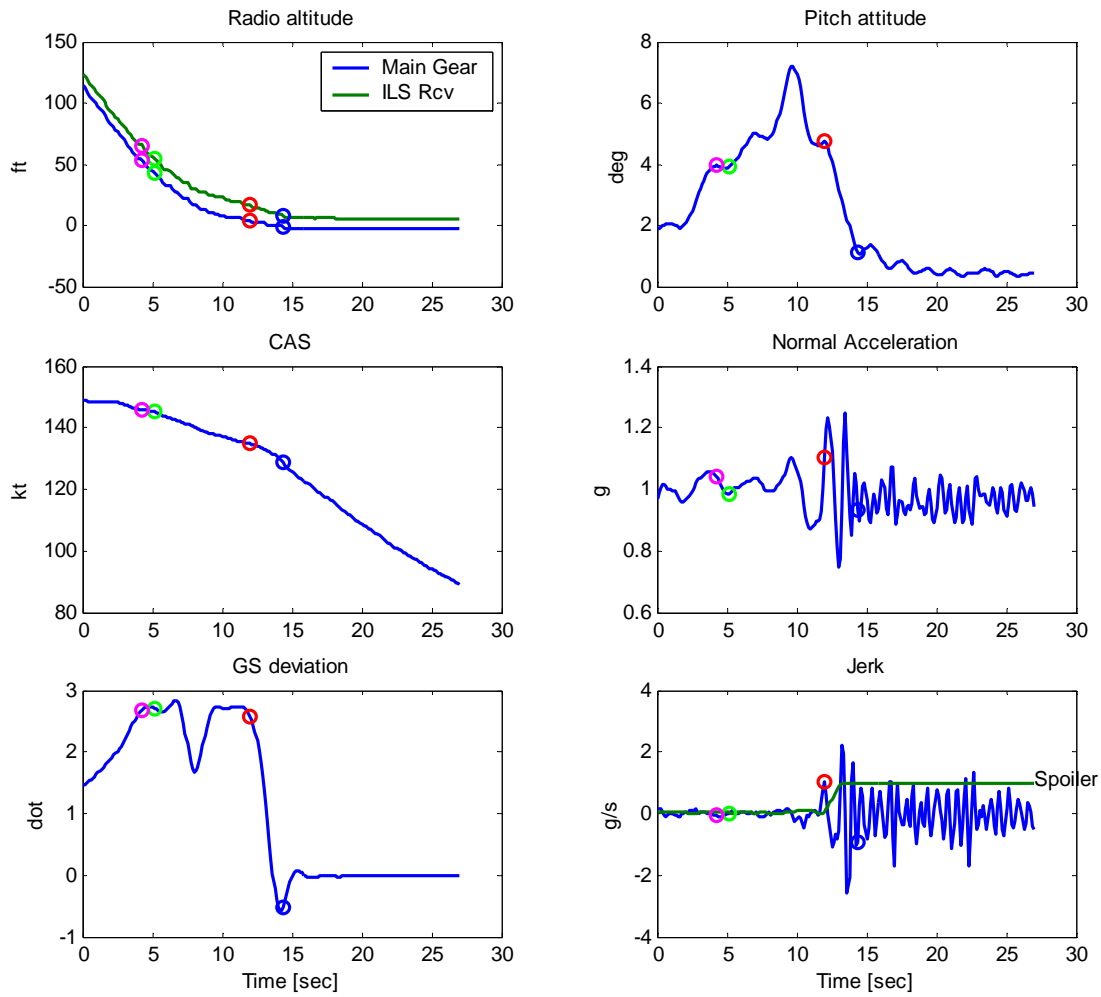 Radio altitude
150
100
50
0
-50
ft
Main Gear
ILS Rcv
0 5 10 15 20 25 30
Pitch attitude
8
6
4
2
0
deg
0 5 10 15 20 25 30
CAS
160
140
120
100
80
kt
0 5 10 15 20 25 30
Normal Acceleration
1.4
1.2
1
0.8
0.6
g
0 5 10 15 20 25 30
GS deviation
3
2
1
0
-1
dot
0 5 10 15 20 25 30
Time [sec]
Jerk
4
2
0
-2
-4
g/s
Spoiler
0 5 10 15 20 25 30
Time [sec]